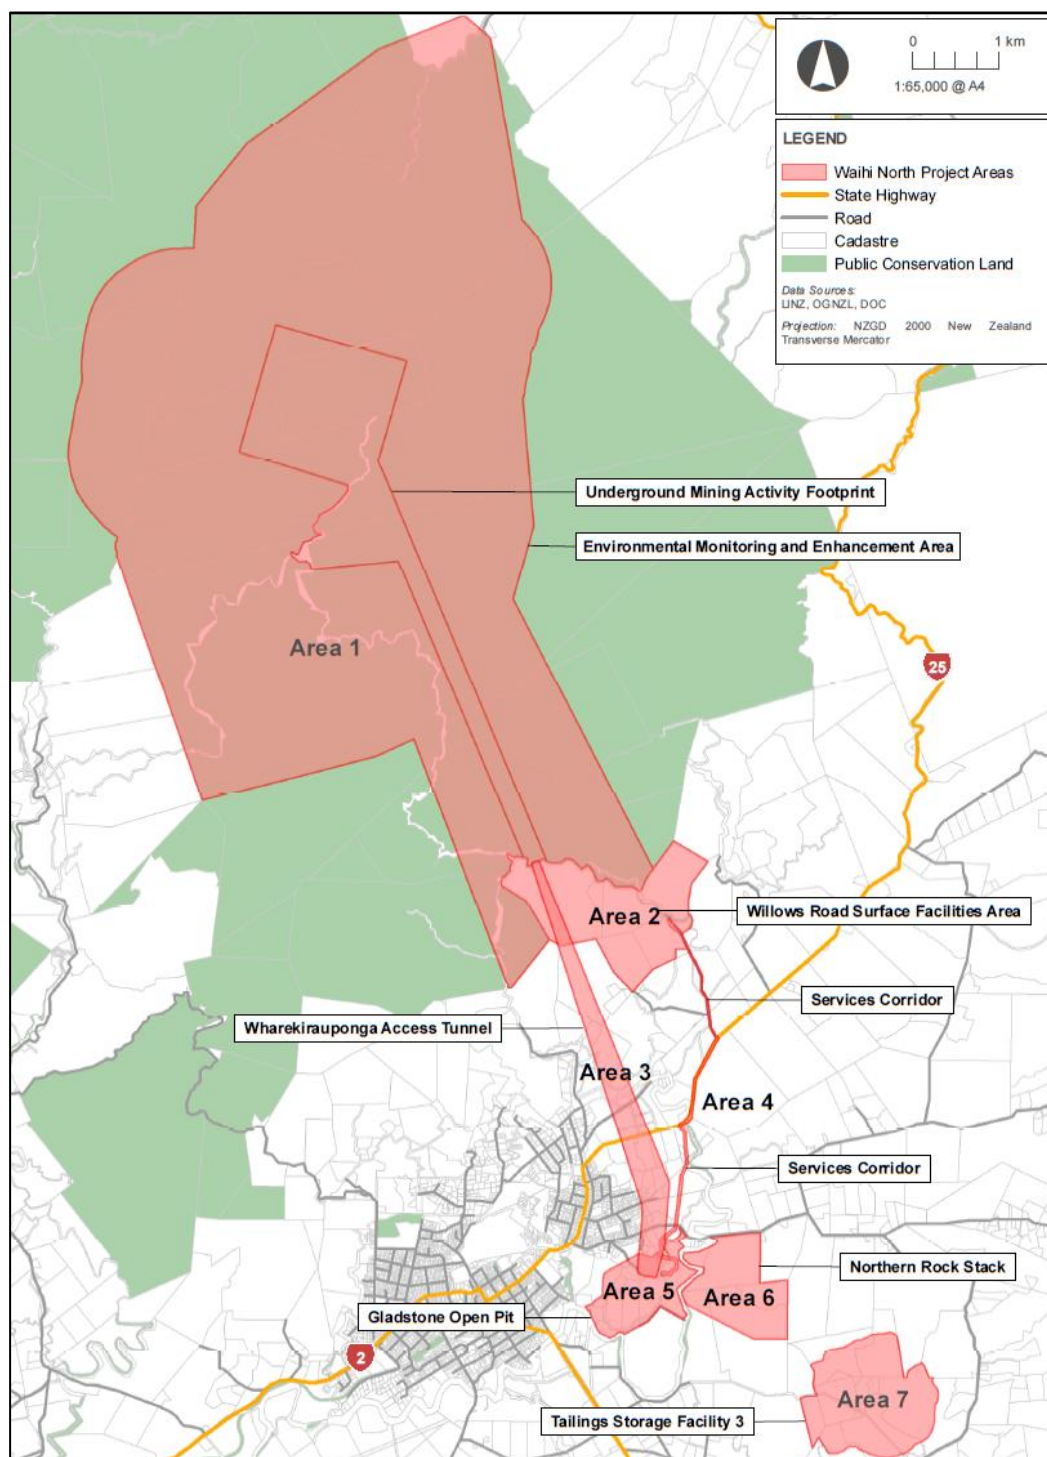 0 1 km
1:65,000 @ A4
LEGEND
Waihi North Project Areas
State Highway
Road
Cadastre
Public Conservation Land
Data Sources:
LINZ, OGNZL, DOC
Projection: NZGD 2000 New Zealand
Transverse Mercator
Underground Mining Activity Footprint
Environmental Monitoring and Enhancement Area
Area 1
25
Area 2
Willows Road Surface Facilities Area
Services Corridor
Wharekirauponga Access Tunnel
Area 3
Area 4
Services Corridor
Northern Rock Stack
Area 5
Area 6
Gladstone Open Pit
2
Area 7
Tailings Storage Facility 3